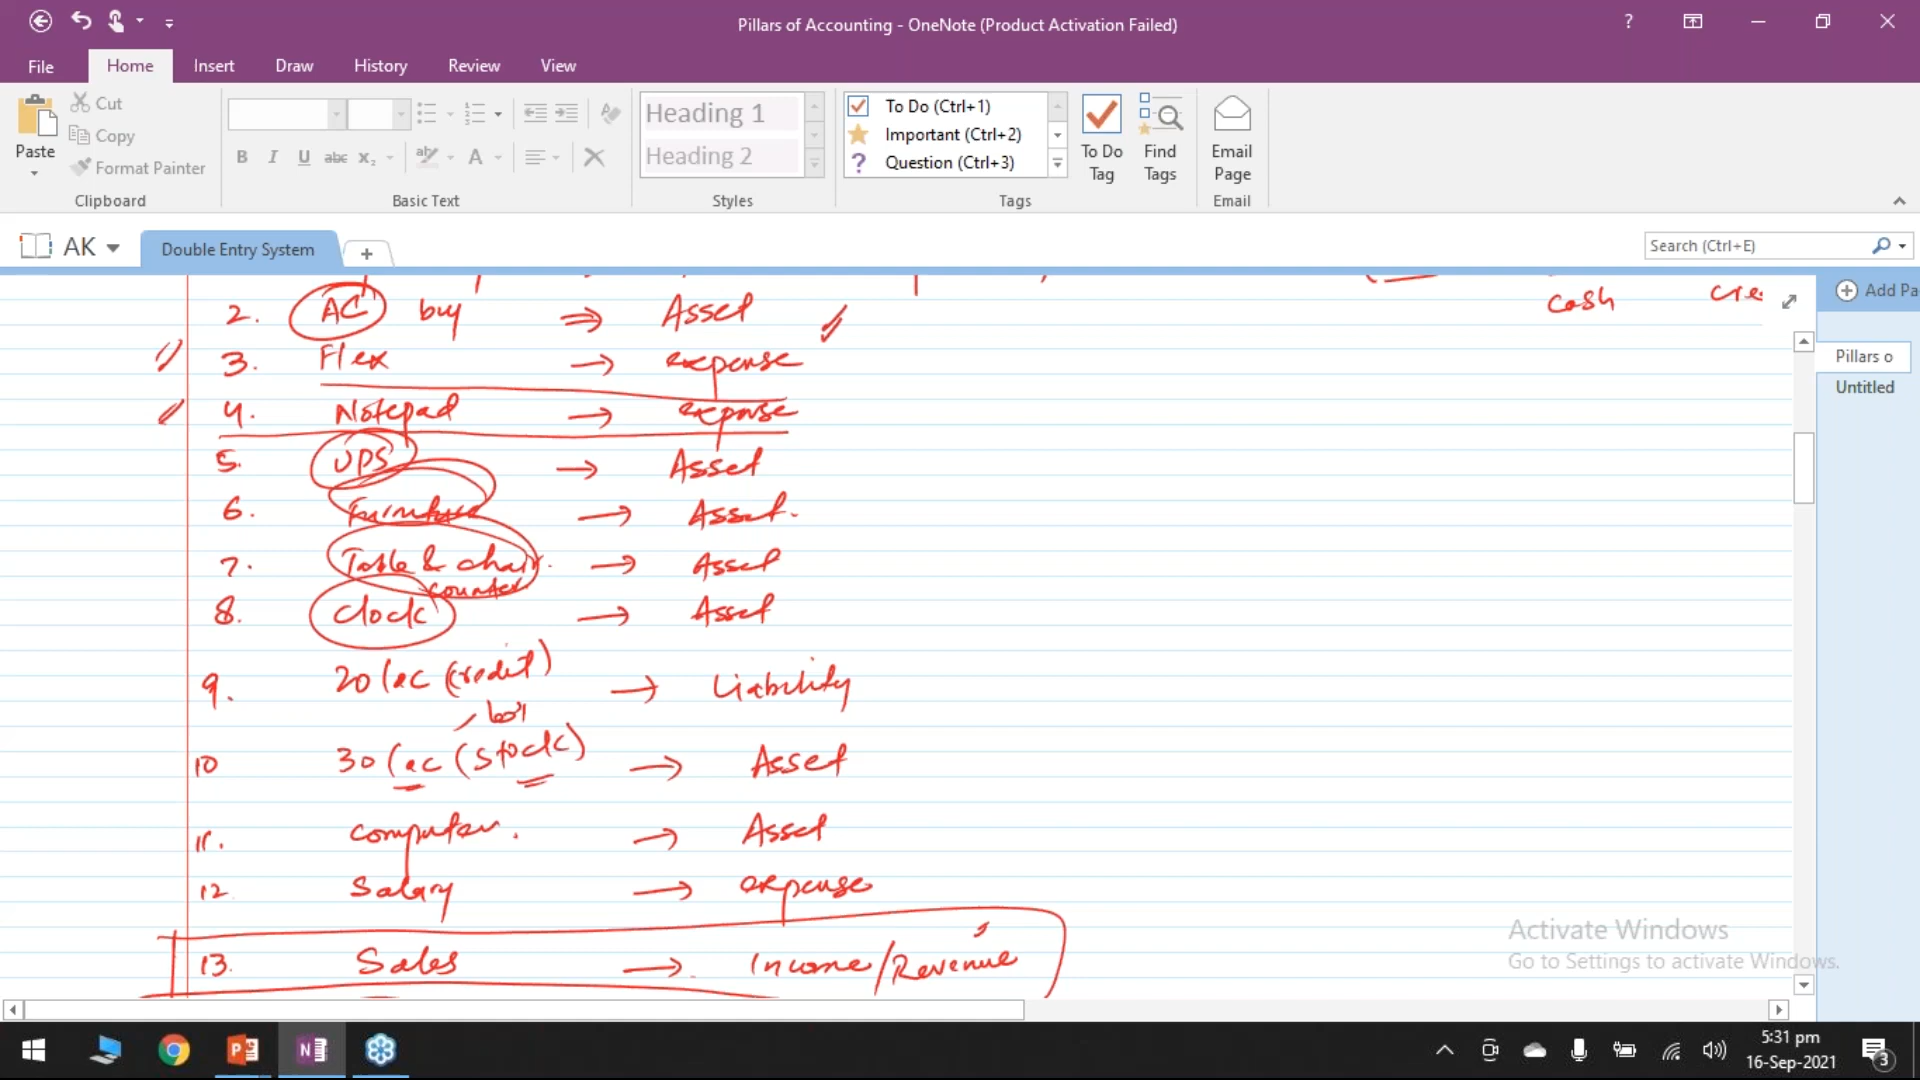 Pillars of Accounting - OneNote (Product Activation Failed)
?
File Home Insert Draw History Review View
Paste
Cut
Copy
Format Painter
Clipboard
B I U abc X₂ A
Basic Text
Heading 1
Heading 2
Styles
To Do (Ctrl+1)
Important (Ctrl+2)
? Question (Ctrl+3)
To Do Tag
Find Tags
Tags
Email Page
Email
AK
Double Entry System
+
Search (Ctrl+E)
Add Pa
Pillars o
Untitled
cash cre
2. AC buy ⇒ Asset
3. Flex → expense
4. Notepad → expense
5. UPS → Asset
6. Furniture → Asset.
7. Table & chair. → Asset
counter
8. Clock → Asset
9. 20 lac (credit) → Liability
10 30 lac (Stock) → Asset
11. computer. → Asset
12. Salary → expense
13. Sales → Income/Revenue
Activate Windows
Go to Settings to activate Windows.
5:31 pm
16-Sep-2021
3